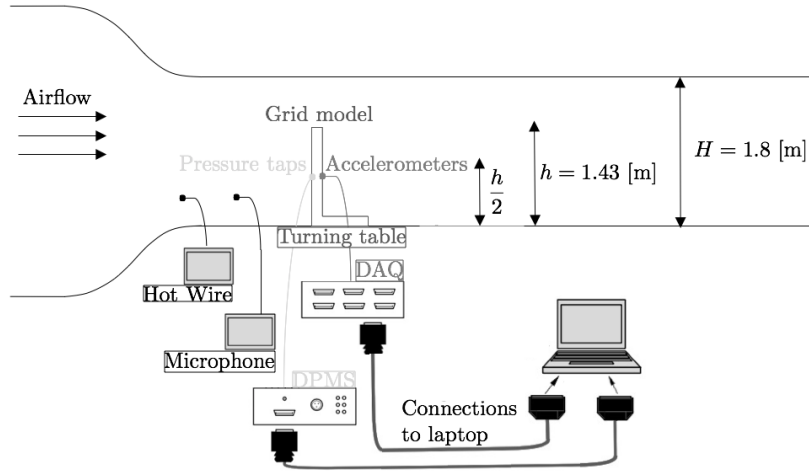 Airflow
Grid model
Pressure taps
Accelerometers
h
2
h = 1.43 [m]
H = 1.8 [m]
Turning table
DAQ
Hot Wire
Microphone
DPMS
Connections
to laptop